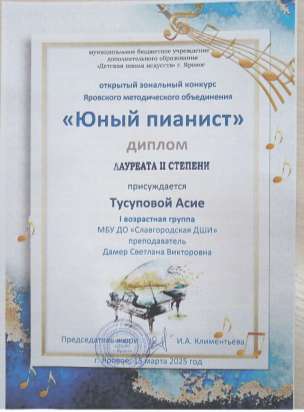 муниципальное бюджетное учреждение
дополнительного образования
«Детская школа искусств» г. Яровое
открытый зональный конкурс
Яровского методического объединения
«Юный пианист»
ДИПЛОМ
ЛАУРЕАТА II СТЕПЕНИ
присуждается
Тусуповой Асие
I возрастная группа
МБУ ДО «Славгородская ДШИ»
преподаватель
Дамер Светлана Викторовна
Председатель жюри И.А. Климентьева
г. Яровое, 15 марта 2025 год